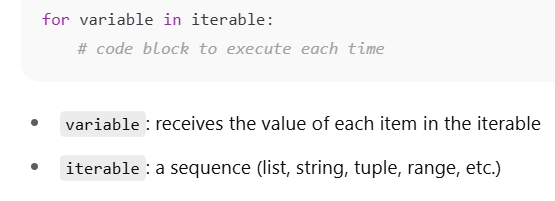 for variable in iterable:
    # code block to execute each time
• variable: receives the value of each item in the iterable
• iterable: a sequence (list, string, tuple, range, etc.)